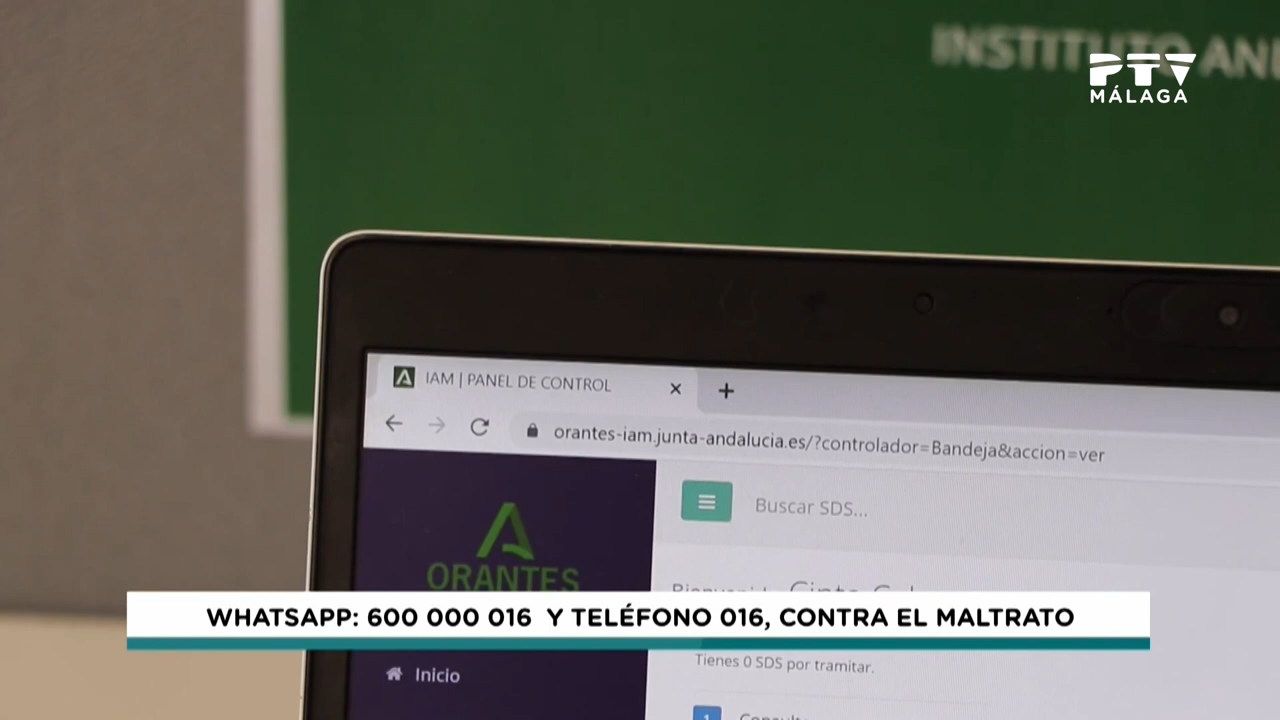 INSTITUTO AN
PTV
MÁLAGA
IAM | PANEL DE CONTROL
orantes-iam.junta-andalucia.es/?controlador=Bandeja&accion=ver
Buscar SDS...
ORANTES
WHATSAPP: 600 000 016 Y TELÉFONO 016, CONTRA EL MALTRATO
Tienes 0 SDS por tramitar.
Inicio
1